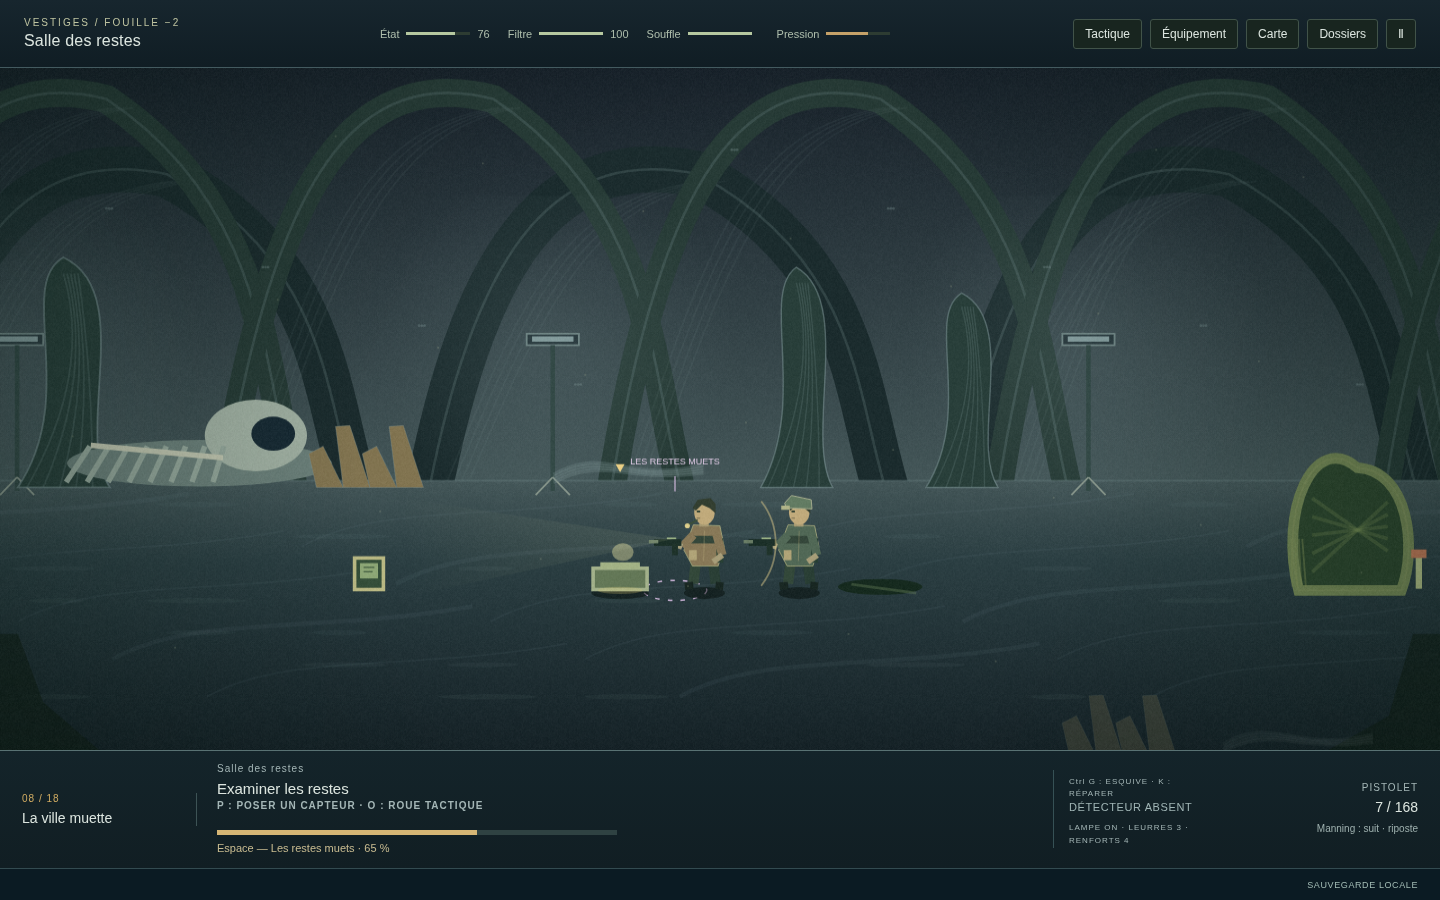 VESTIGES / FOUILLE −2
Salle des restes
État 76 Filtre 100 Souffle Pression
Tactique Équipement Carte Dossiers II
LES RESTES MUETS
08 / 18
La ville muette
Salle des restes
Examiner les restes
P : POSER UN CAPTEUR · O : ROUE TACTIQUE
Espace — Les restes muets · 65 %
Ctrl G : ESQUIVE · K :
RÉPARER
DÉTECTEUR ABSENT
LAMPE ON · LEURRES 3 ·
RENFORTS 4
PISTOLET
7 / 168
Manning : suit · riposte
SAUVEGARDE LOCALE